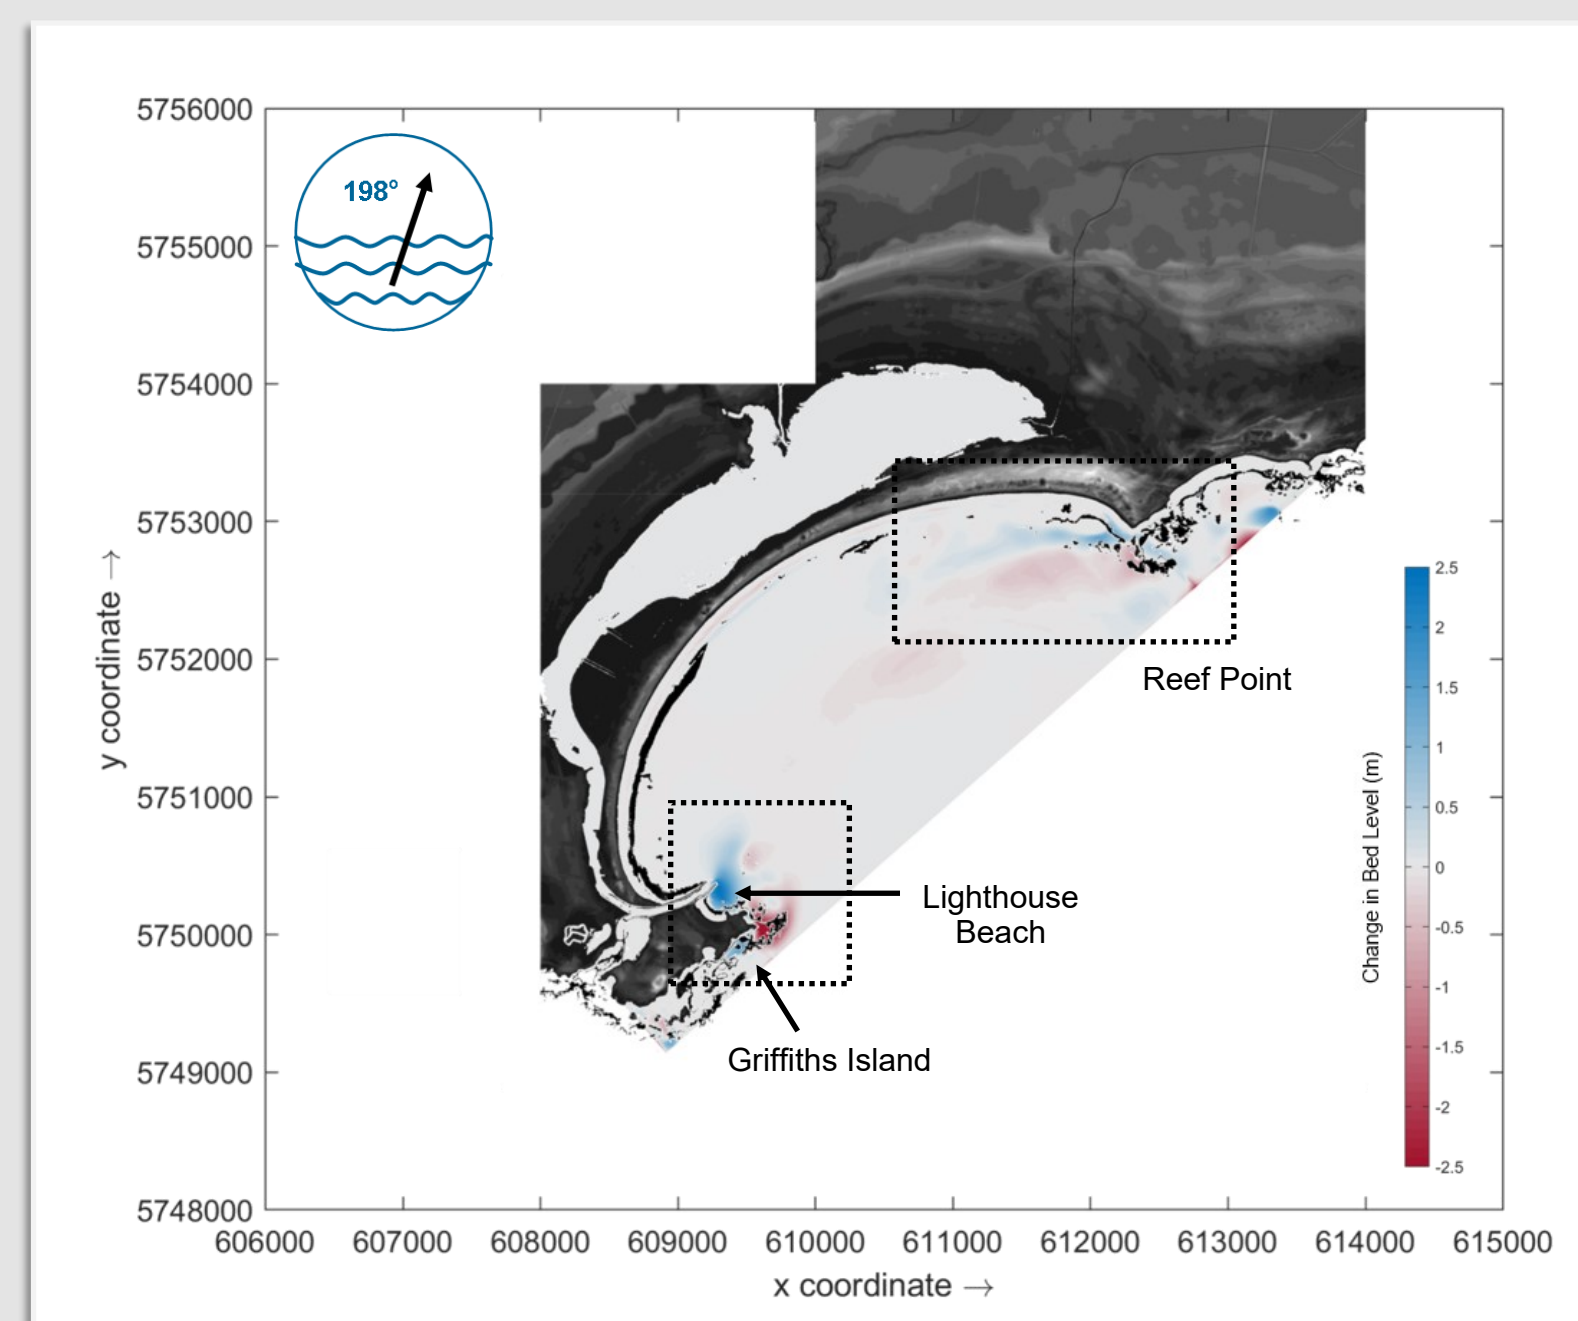 198°
5756000
5755000
5754000
5753000
5752000
5751000
5750000
5749000
5748000
y coordinate →
606000 607000 608000 609000 610000 611000 612000 613000 614000 615000
x coordinate →
Reef Point
Lighthouse
Beach
Griffiths Island
Change in Bed Level (m)
2.5
2
1.5
1
0.5
0
-0.5
-1
-1.5
-2
-2.5